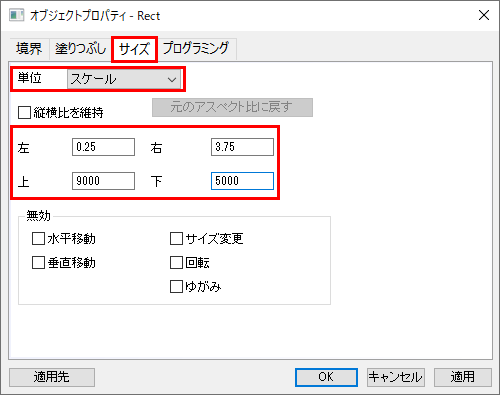 オブジェクトプロパティ - Rect
境界 塗りつぶし サイズ プログラミング
単位 スケール
縦横比を維持 元のアスペクト比に戻す
左 0.25 右 3.75
上 9000 下 5000
無効
水平移動 サイズ変更
垂直移動 回転
ゆがみ
適用先 OK キャンセル 適用